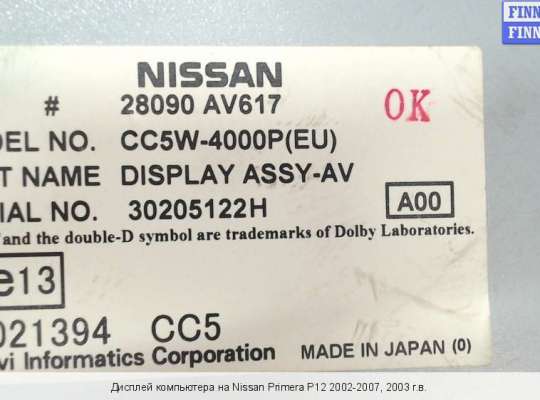 FINN
FINN
NISSAN
# 28090 AV617 OK
DEL NO. CC5W-4000P(EU)
T NAME DISPLAY ASSY-AV
IAL NO. 30205122H A00
and the double-D symbol are trademarks of Dolby Laboratories.
e13
021394 CC5
vi Informatics Corporation MADE IN JAPAN (0)
Дисплей компьютера на Nissan Primera P12 2002-2007, 2003 г.в.